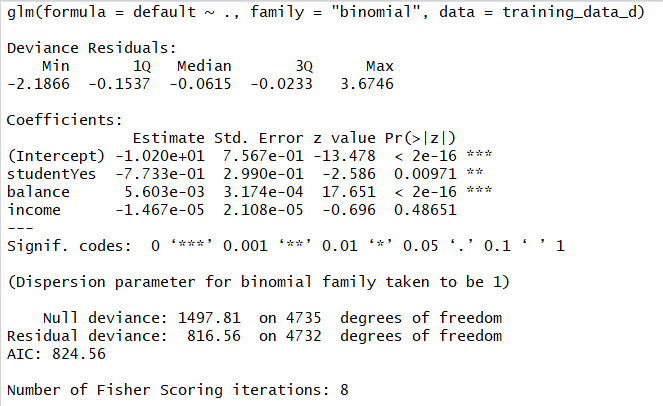 glm(formula = default ~ ., family = "binomial", data = training_data_d)
Deviance Residuals:
Min 1Q Median 3Q Max
-2.1866 -0.1537 -0.0615 -0.0233 3.6746
Coefficients:
Estimate Std. Error z value Pr(>|z|)
(Intercept) -1.020e+01 7.567e-01 -13.478 < 2e-16 ***
studentYes -7.733e-01 2.990e-01 -2.586 0.00971 **
balance 5.603e-03 3.174e-04 17.651 < 2e-16 ***
income -1.467e-05 2.108e-05 -0.696 0.48651
---
Signif. codes: 0 ‘***’ 0.001 ‘**’ 0.01 ‘*’ 0.05 ‘.’ 0.1 ‘ ’ 1
(Dispersion parameter for binomial family taken to be 1)
Null deviance: 1497.81 on 4735 degrees of freedom
Residual deviance: 816.56 on 4732 degrees of freedom
AIC: 824.56
Number of Fisher Scoring iterations: 8